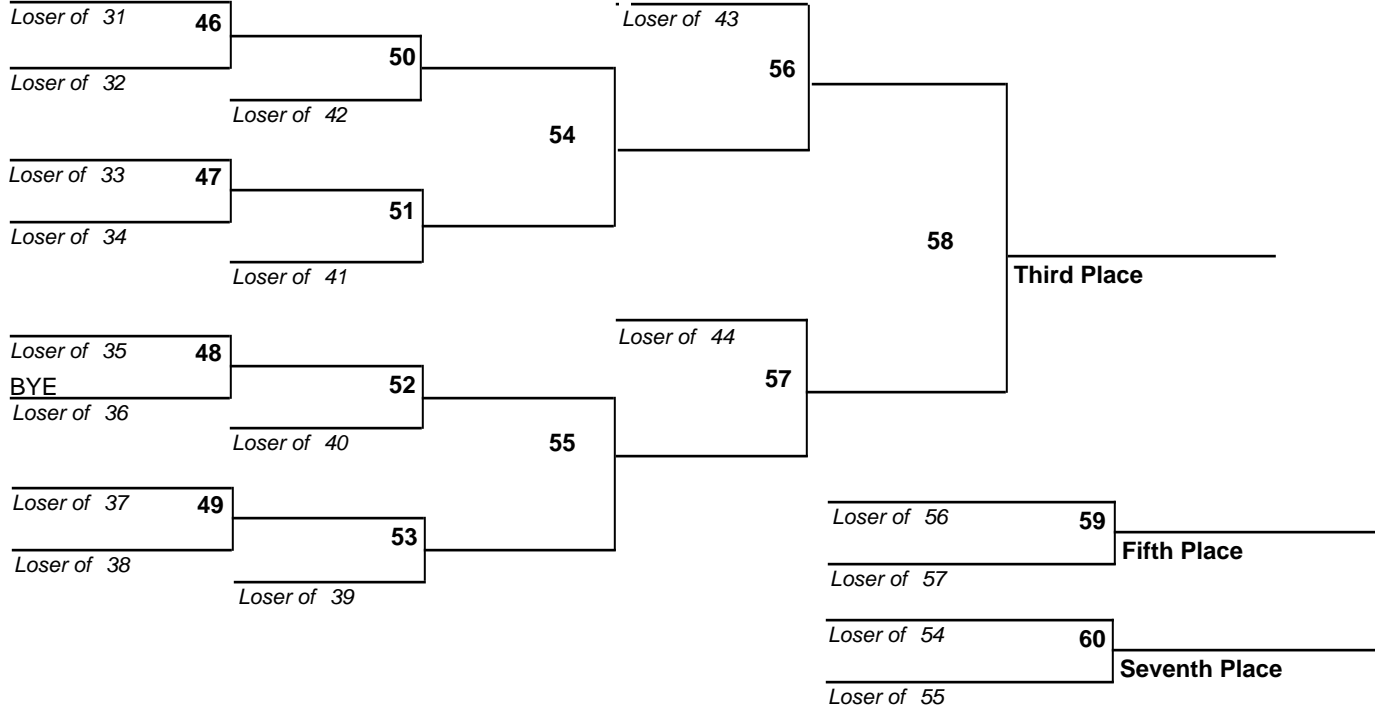 Loser of 31
46
Loser of 32
50
Loser of 42
Loser of 33
47
Loser of 34
51
Loser of 41
54
Loser of 43
56
58
Third Place
Loser of 35
48
BYE
Loser of 36
52
Loser of 40
Loser of 37
49
Loser of 38
53
Loser of 39
55
Loser of 44
57
Loser of 56
59
Loser of 57
Fifth Place
Loser of 54
60
Loser of 55
Seventh Place